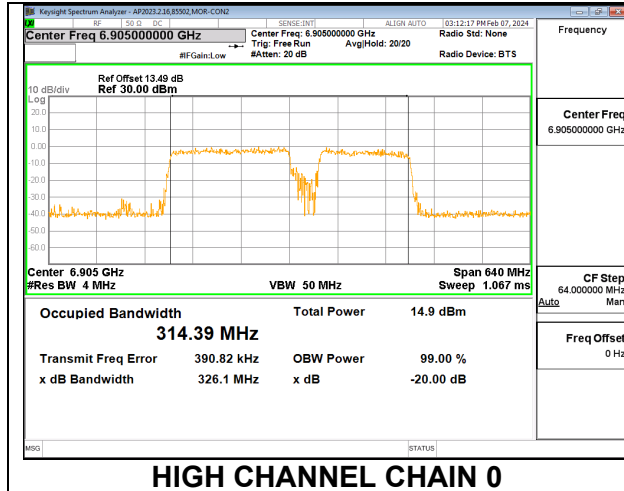 Keysight Spectrum Analyzer - AP2023.2.16,85502,MOR-CON2
RF 50 Ω DC SENSE:INT ALIGN AUTO 03:12:17 PM Feb 07, 2024
Center Freq 6.905000000 GHz
Center Freq: 6.905000000 GHz
Radio Std: None
Trig: Free Run Avg|Hold: 20/20
#IFGain:Low #Atten: 20 dB Radio Device: BTS
Frequency
Ref Offset 13.49 dB
10 dB/div Ref 30.00 dBm
Log
20.0
10.0
0.00
-10.0
-20.0
-30.0
-40.0
-50.0
-60.0
Center Freq
6.905000000 GHz
Center 6.905 GHz Span 640 MHz
#Res BW 4 MHz VBW 50 MHz Sweep 1.067 ms
CF Step
64.000000 MHz
Auto Man
Occupied Bandwidth Total Power 14.9 dBm
314.39 MHz
Transmit Freq Error 390.82 kHz OBW Power 99.00 %
x dB Bandwidth 326.1 MHz x dB -20.00 dB
Freq Offset
0 Hz
MSG STATUS
HIGH CHANNEL CHAIN 0